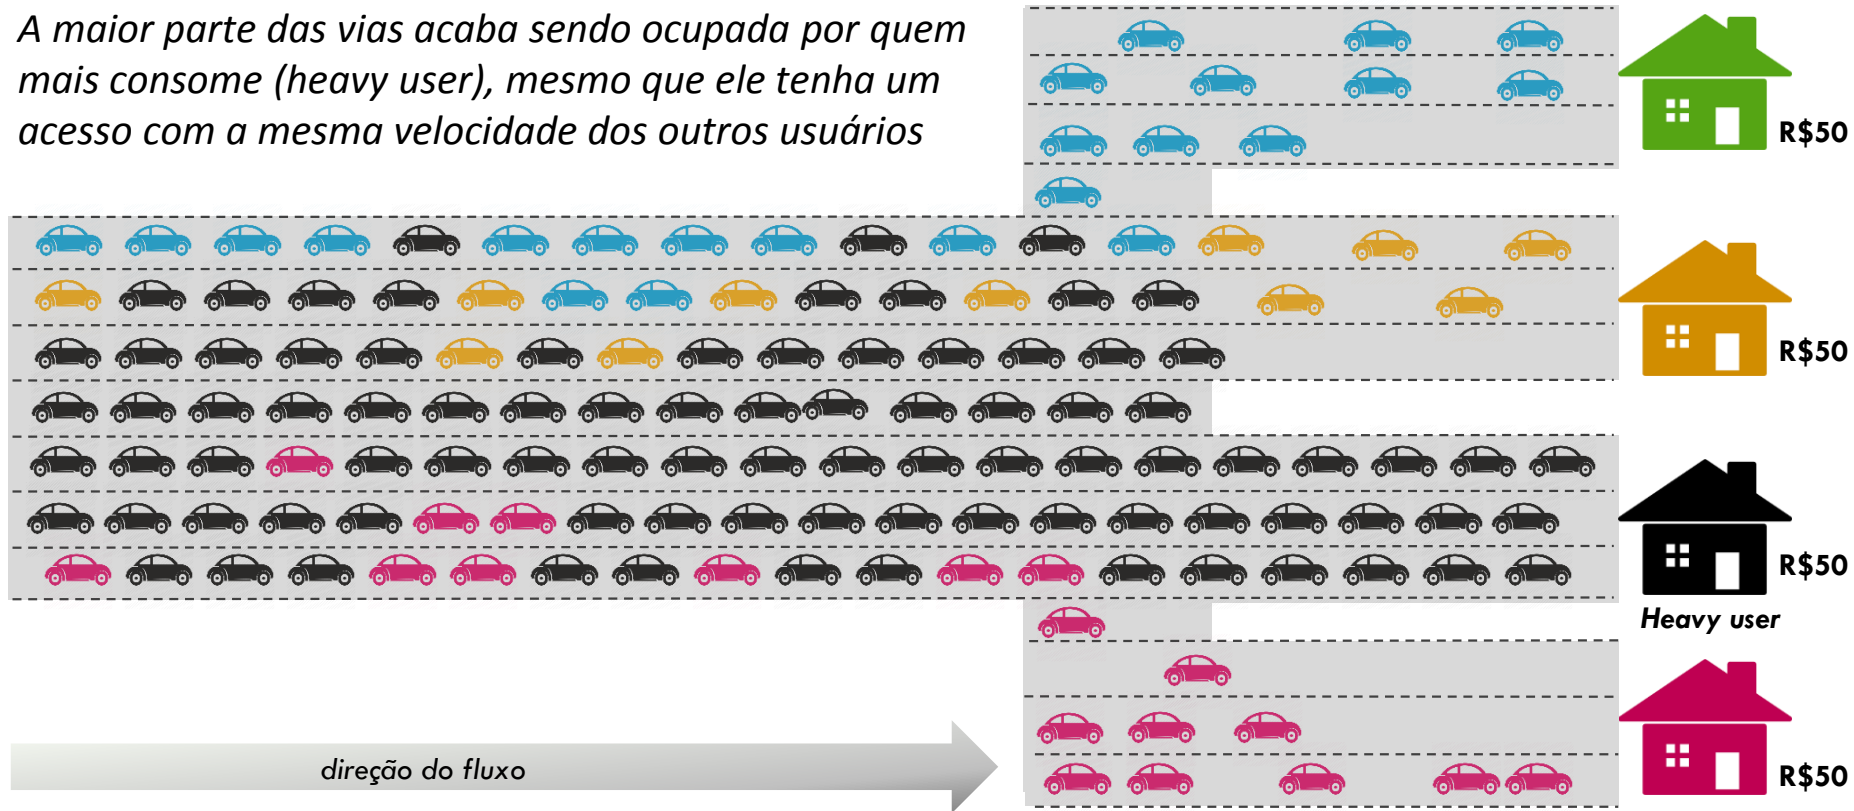 A maior parte das vias acaba sendo ocupada por quem
mais consome (heavy user), mesmo que ele tenha um
acesso com a mesma velocidade dos outros usuários
R$50
R$50
R$50
Heavy user
R$50
direção do fluxo